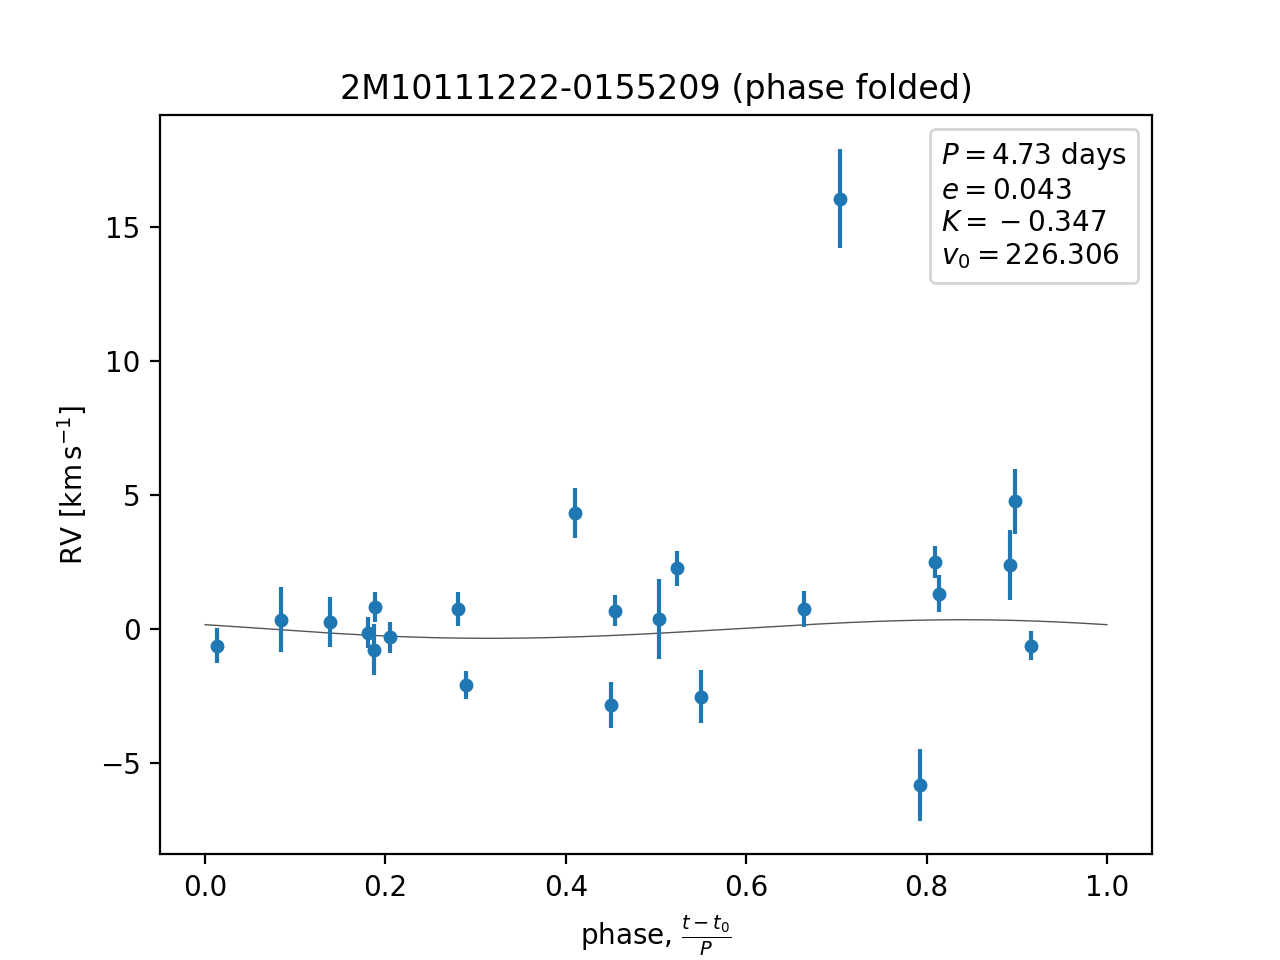 2M10111222-0155209 (phase folded)
P = 4.73 days
e = 0.043
K = −0.347
v₀ = 226.306
15
10
5
0
−5
RV [km s⁻¹]
0.0 0.2 0.4 0.6 0.8 1.0
phase, (t − t₀)/P